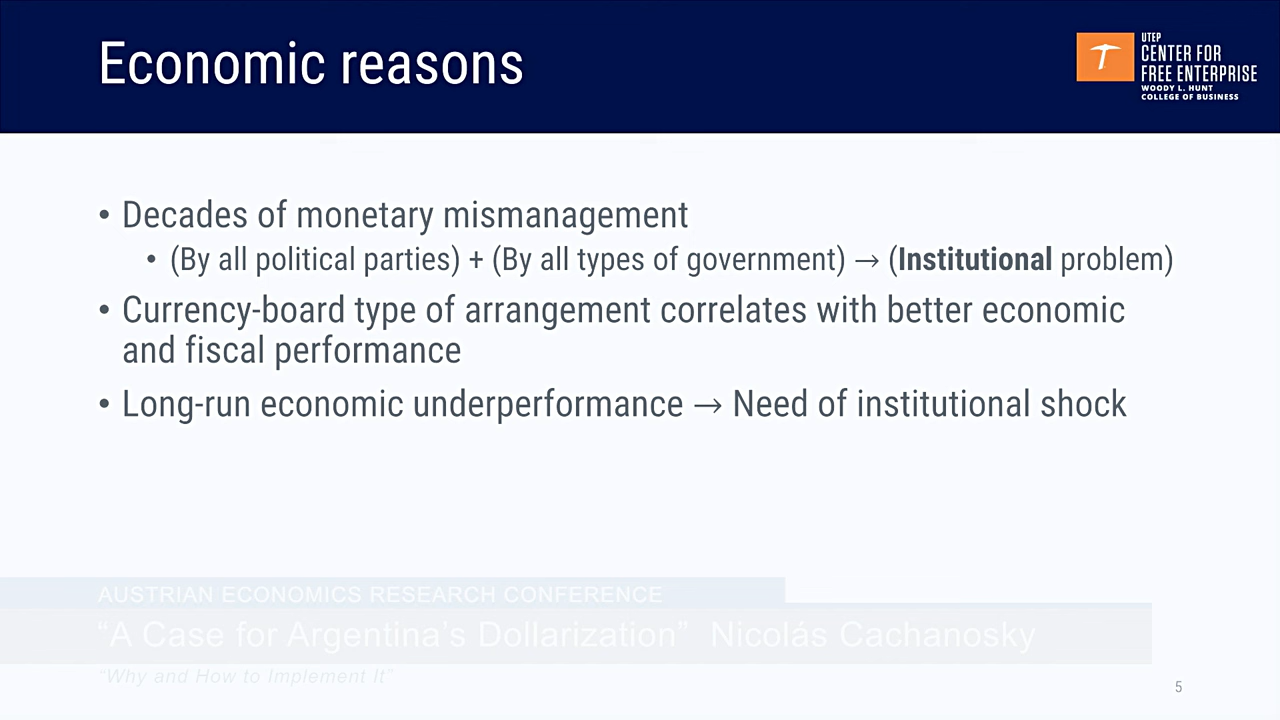 Economic reasons
UTEP
CENTER FOR
FREE ENTERPRISE
WOODY L. HUNT
COLLEGE OF BUSINESS
• Decades of monetary mismanagement
• (By all political parties) + (By all types of government) → (Institutional problem)
• Currency-board type of arrangement correlates with better economic
and fiscal performance
• Long-run economic underperformance → Need of institutional shock
AUSTRIAN ECONOMICS RESEARCH CONFERENCE
“A Case for Argentina’s Dollarization” Nicolás Cachanosky
“Why and How to Implement It”
5